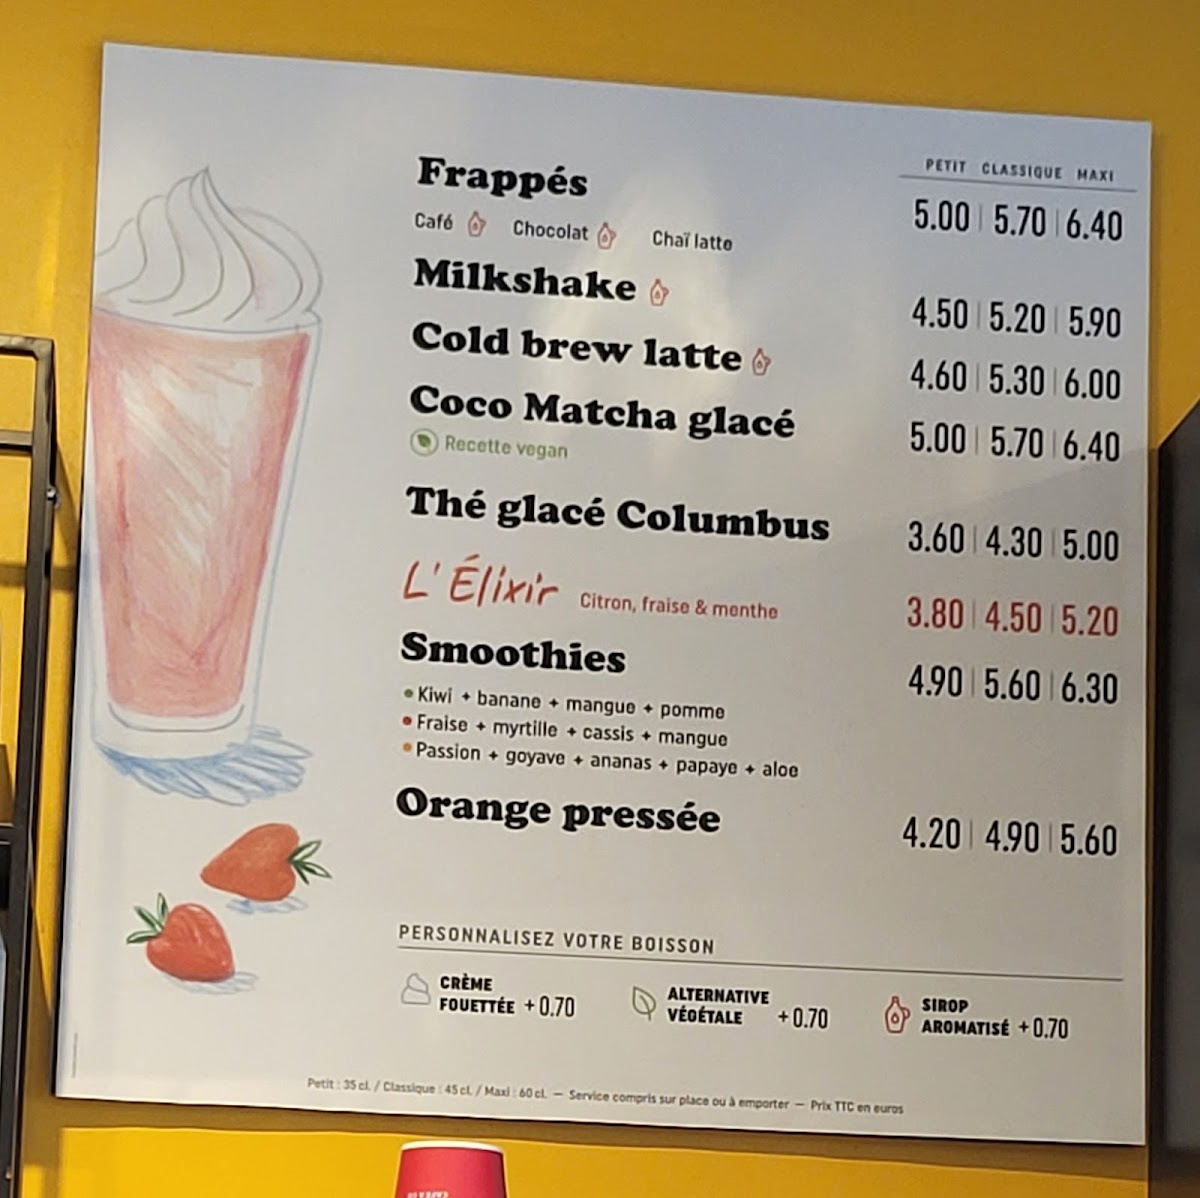 PETIT CLASSIQUE MAXI
Frappés 5.00 | 5.70 | 6.40
Café Chocolat Chaï latte
Milkshake 4.50 | 5.20 | 5.90
Cold brew latte 4.60 | 5.30 | 6.00
Coco Matcha glacé 5.00 | 5.70 | 6.40
Recette vegan
Thé glacé Columbus 3.60 | 4.30 | 5.00
L'Élixir Citron, fraise & menthe 3.80 | 4.50 | 5.20
Smoothies 4.90 | 5.60 | 6.30
• Kiwi + banane + mangue + pomme
• Fraise + myrtille + cassis + mangue
• Passion + goyave + ananas + papaye + aloe
Orange pressée 4.20 | 4.90 | 5.60
PERSONNALISEZ VOTRE BOISSON
CRÈME
FOUETTÉE +0.70
ALTERNATIVE
VÉGÉTALE +0.70
SIROP
AROMATISÉ +0.70
Petit : 35 cl. / Classique : 45 cl. / Maxi : 60 cl. — Service compris sur place ou à emporter — Prix TTC en euros